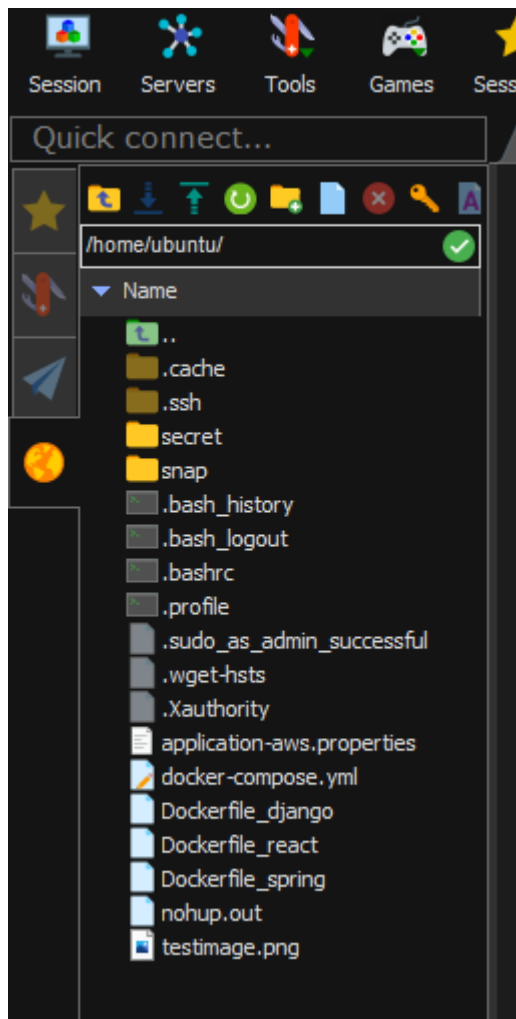 Session Servers Tools Games Sess
Quick connect...
/home/ubuntu/
Name
..
.cache
.ssh
secret
snap
.bash_history
.bash_logout
.bashrc
.profile
.sudo_as_admin_successful
.wget-hsts
.Xauthority
application-aws.properties
docker-compose.yml
Dockerfile_django
Dockerfile_react
Dockerfile_spring
nohup.out
testimage.png